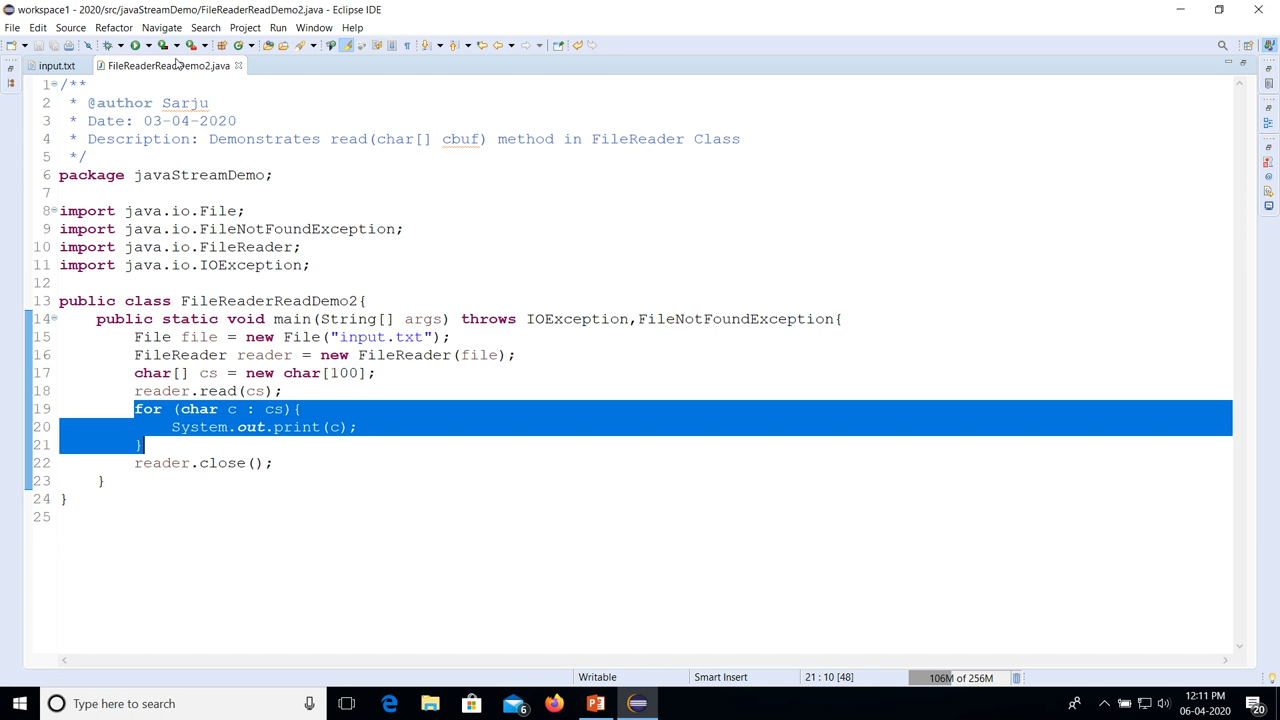 workspace1 - 2020/src/javaStreamDemo/FileReaderReadDemo2.java - Eclipse IDE
File Edit Source Refactor Navigate Search Project Run Window Help
input.txt FileReaderReadDemo2.java
1 /**
2 * @author Sarju
3 * Date: 03-04-2020
4 * Description: Demonstrates read(char[] cbuf) method in FileReader Class
5 */
6 package javaStreamDemo;
7
8 import java.io.File;
9 import java.io.FileNotFoundException;
10 import java.io.FileReader;
11 import java.io.IOException;
12
13 public class FileReaderReadDemo2{
14 public static void main(String[] args) throws IOException,FileNotFoundException{
15 File file = new File("input.txt");
16 FileReader reader = new FileReader(file);
17 char[] cs = new char[100];
18 reader.read(cs);
19 for (char c : cs){
20 System.out.print(c);
21 }
22 reader.close();
23 }
24 }
25
Writable Smart Insert 21 : 10 [48] 106M of 256M
Type here to search 6 12:11 PM
06-04-2020 20